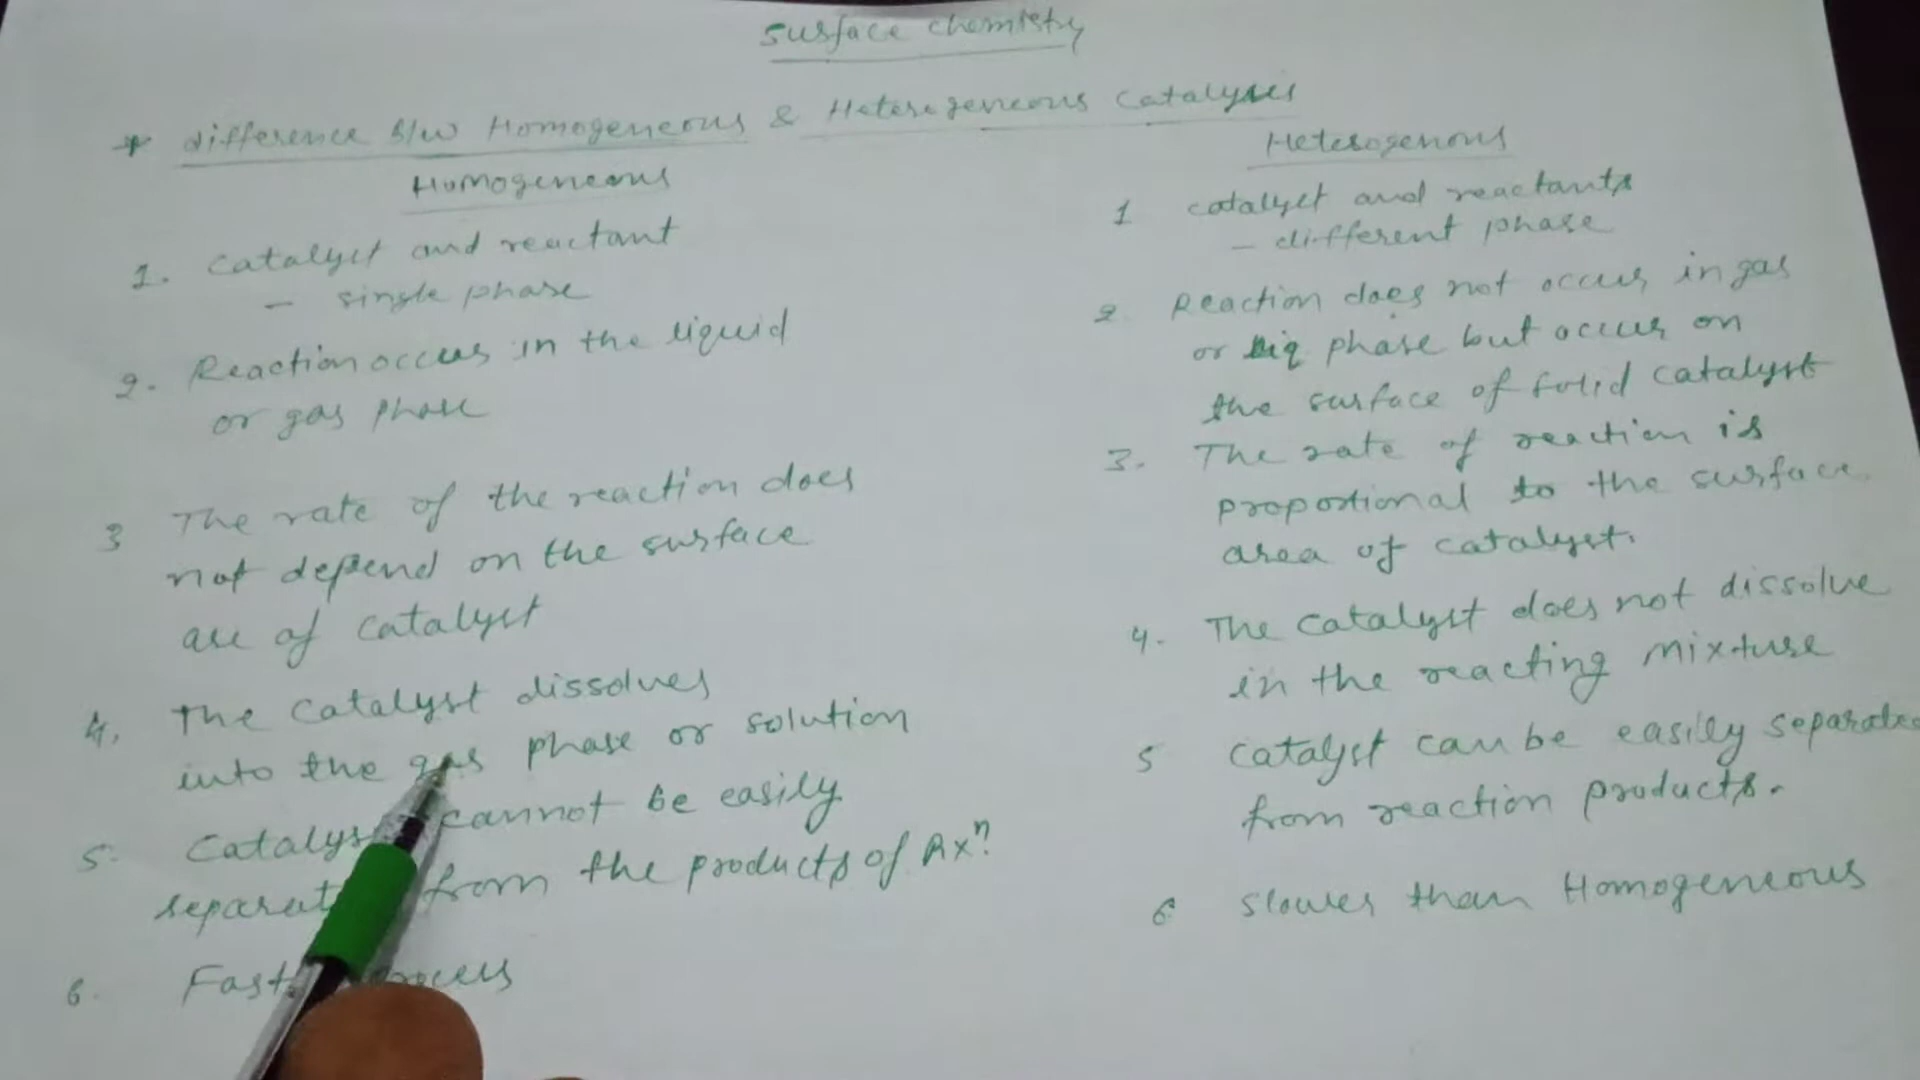 Surface chemistry
* difference b/w Homogeneous & Heterogeneous Catalysis
Homogeneous
1. Catalyst and reactant
- single phase
2. Reaction occurs in the liquid
or gas phase
3 The rate of the reaction does
not depend on the surface
are of catalyst
4. The catalyst dissolves
into the gas phase or solution
5. Catalyst cannot be easily
from the products of Rxn.
6. Fast
Heterogenous
1 catalyst and reactants
- different phase
2. Reaction does not occur in gas
or liq phase but occur on
the surface of solid catalyst
3. The rate of reaction is
proportional to the surface
area of catalyst.
4. The catalyst does not dissolve
in the reacting mixture
5 catalyst can be easily separated
from reaction products.
6 slower than Homogeneous